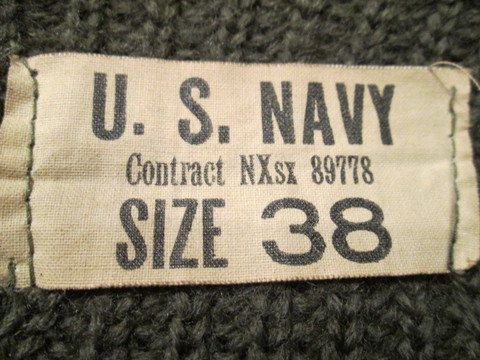 U. S. NAVY
Contract NXsx 89778
SIZE 38